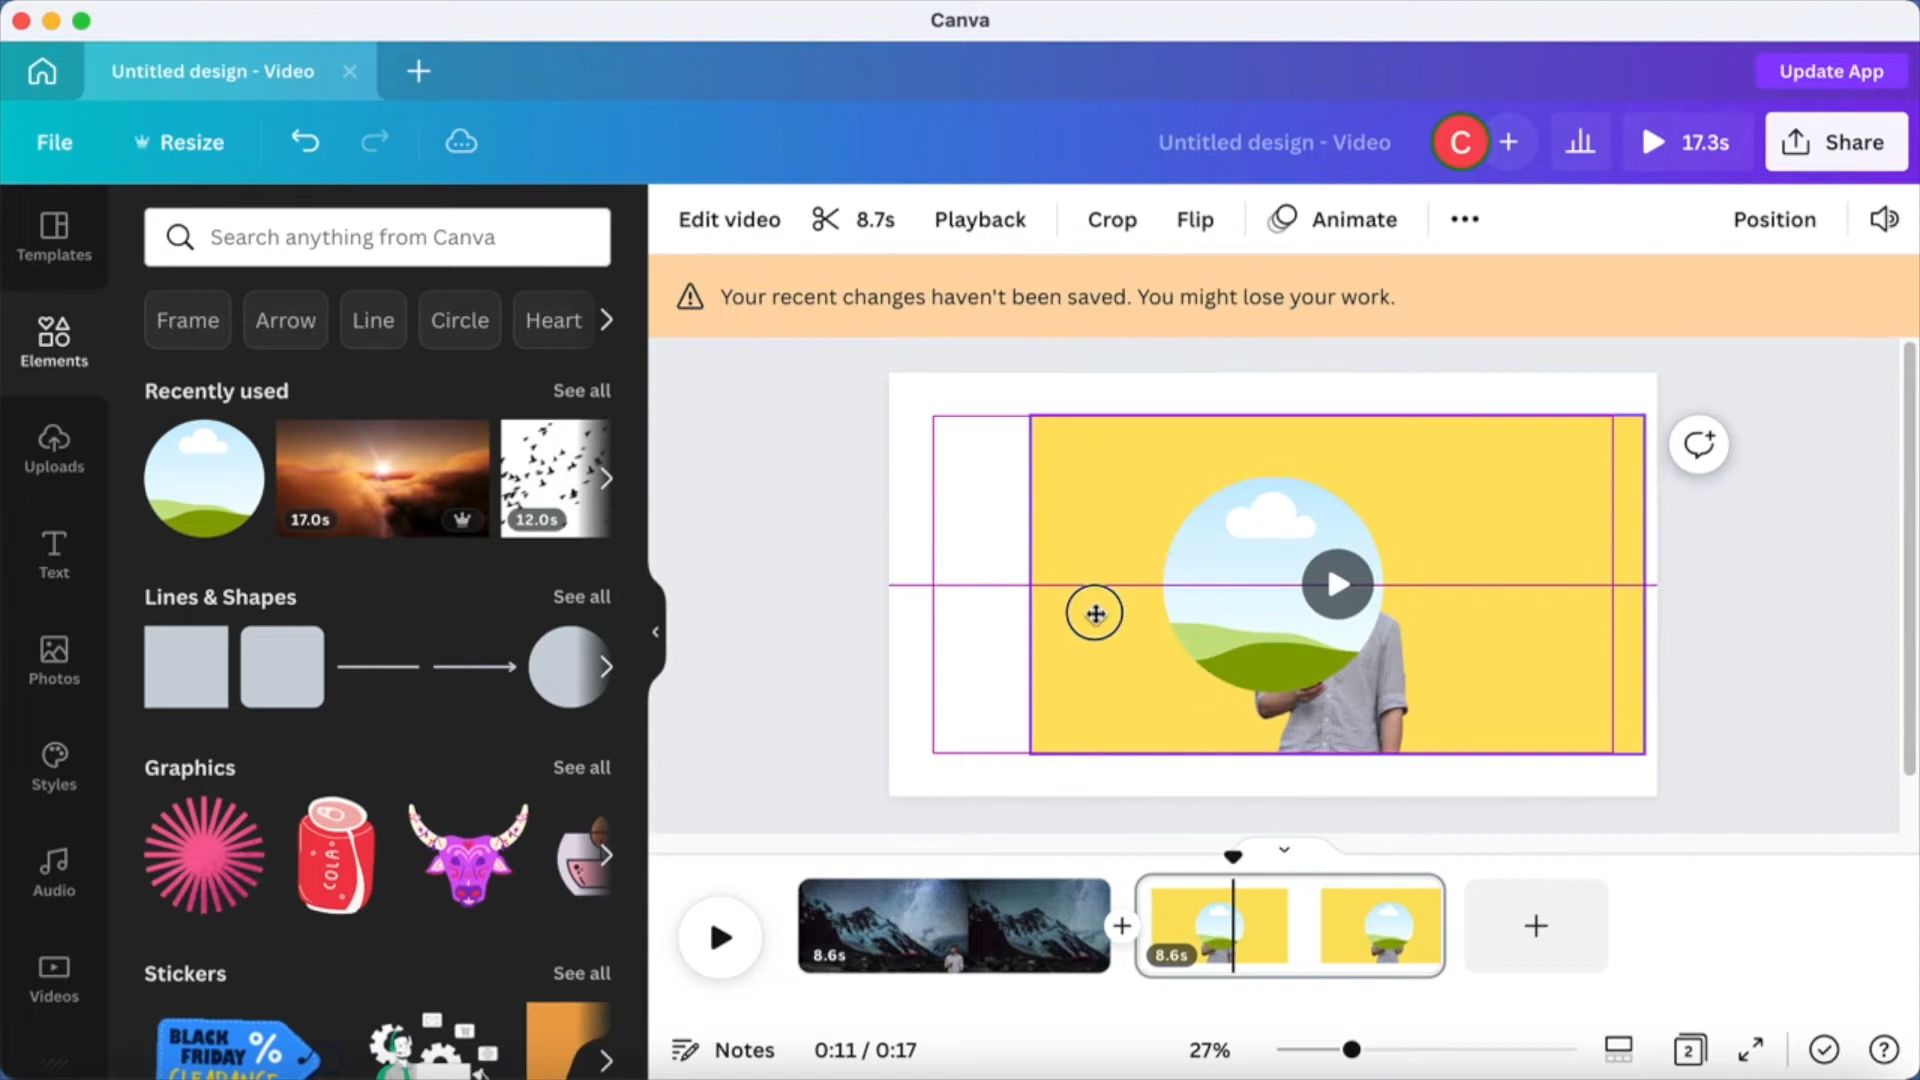 Canva
Untitled design - Video
Update App
File
Resize
Untitled design - Video
C
17.3s
Share
Templates
Elements
Uploads
Text
Photos
Styles
Audio
Videos
Search anything from Canva
Frame
Arrow
Line
Circle
Heart
Recently used
See all
17.0s
12.0s
Lines & Shapes
See all
Graphics
See all
COLA
Stickers
See all
BLACK
FRIDAY %
CLEARANCE
Edit video
8.7s
Playback
Crop
Flip
Animate
Position
Your recent changes haven't been saved. You might lose your work.
8.6s
8.6s
Notes
0:11 / 0:17
27%
2